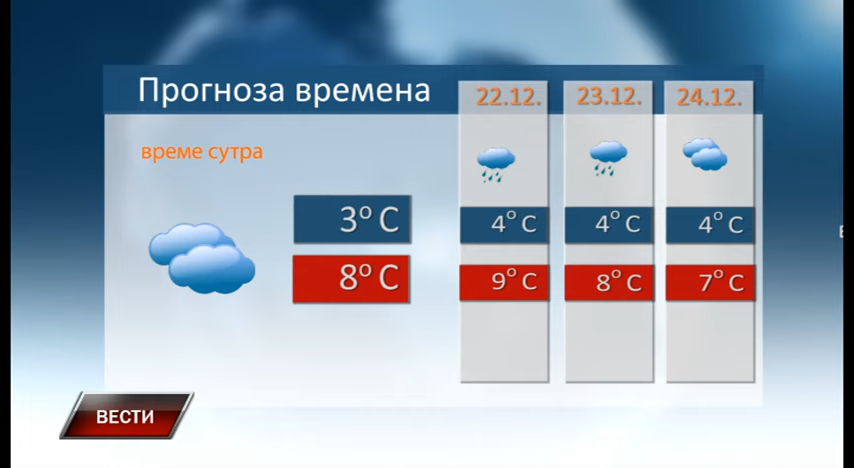 Прогноза времена
време сутра
3° C
8° C
22.12.
4° C
9° C
23.12.
4° C
8° C
24.12.
4° C
7° C
ВЕСТИ